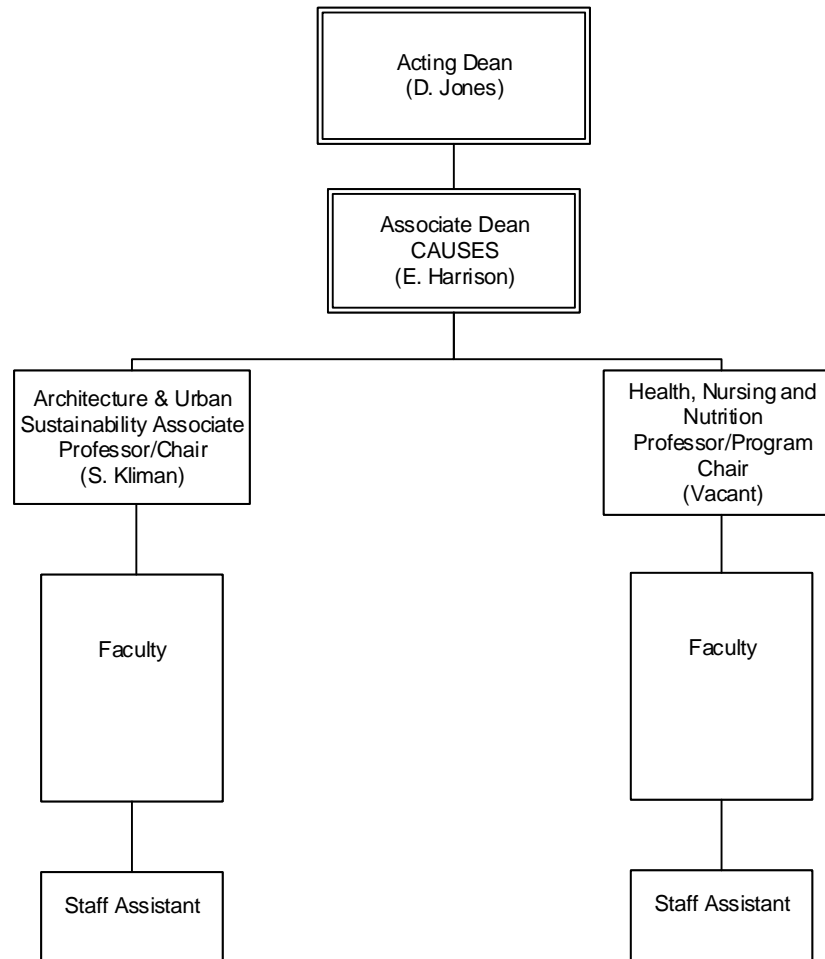 Acting Dean
(D. Jones)
Associate Dean
CAUSES
(E. Harrison)
Architecture & Urban
Sustainability Associate
Professor/Chair
(S. Kliman)
Health, Nursing and
Nutrition
Professor/Program
Chair
(Vacant)
Faculty
Faculty
Staff Assistant
Staff Assistant